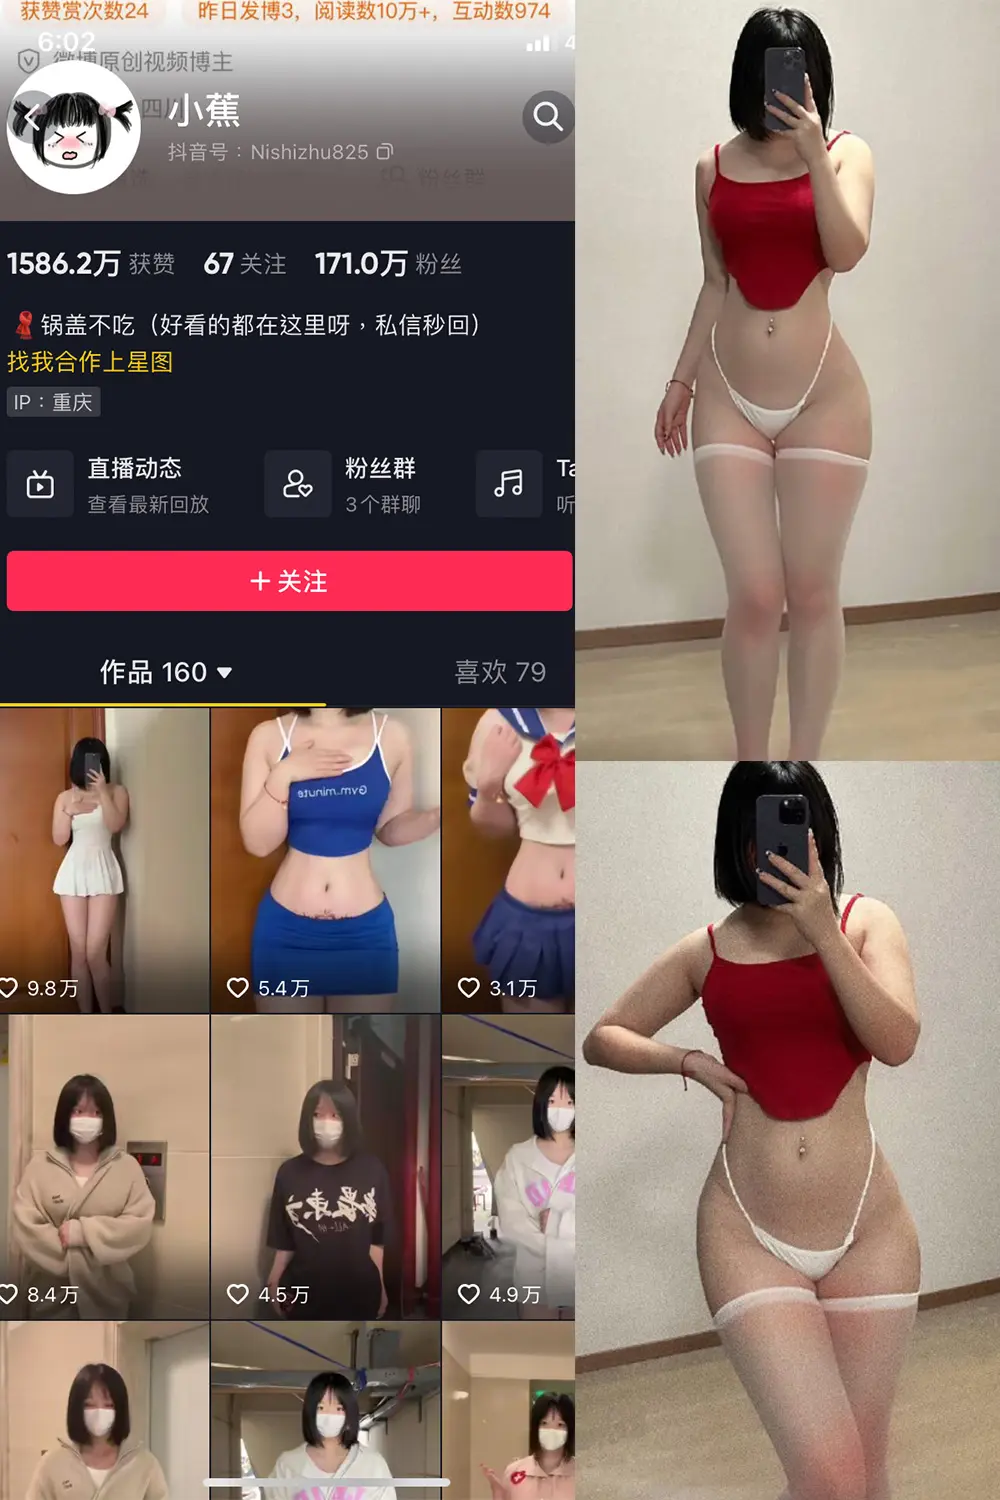 获赞赏次数24 昨日发博3，阅读数10万+，互动数974
6:02
微博原创视频博主
四川
小蕉
抖音号：Nishizhu825
粉丝群
1586.2万 获赞 67 关注 171.0万 粉丝
锅盖不吃（好看的都在这里呀，私信秒回）
找我合作上星图
IP：重庆
直播动态
查看最新回放
粉丝群
3个群聊
听
+ 关注
作品 160
喜欢 79
Gym.minute
9.8万
5.4万
3.1万
8.4万
4.5万
4.9万